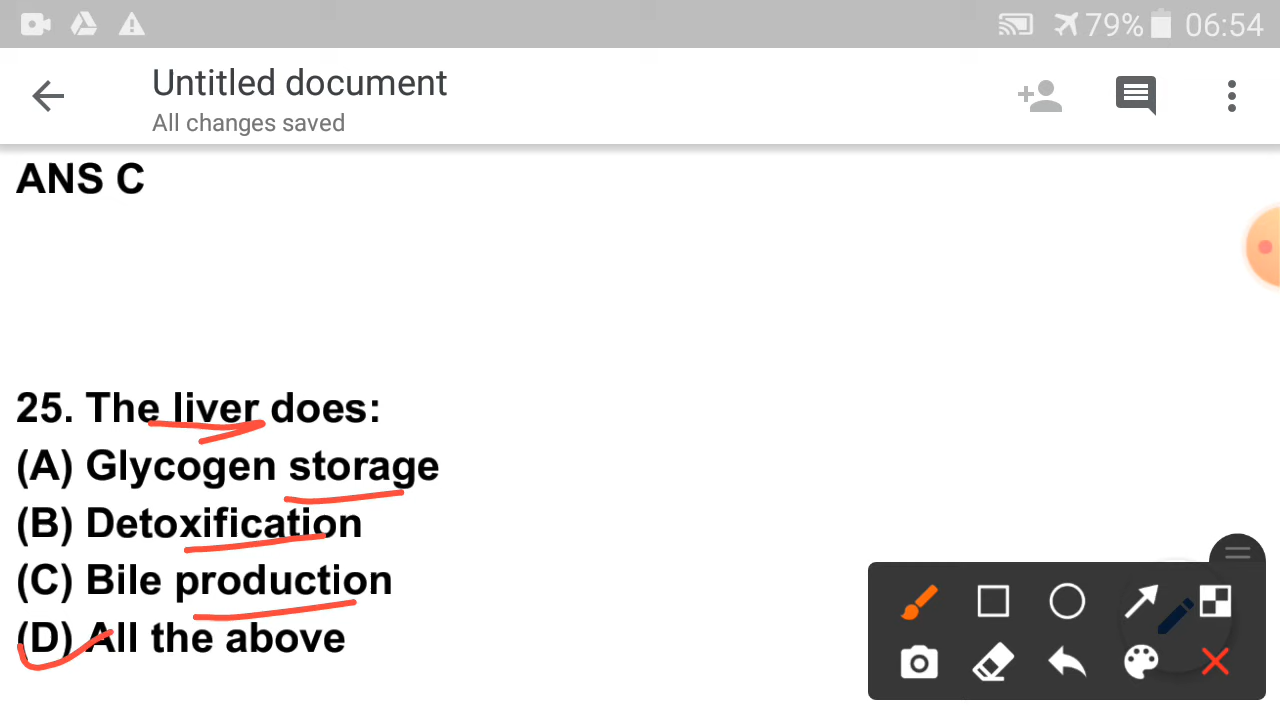 79% 06:54
Untitled document
All changes saved
ANS C
25. The liver does:
(A) Glycogen storage
(B) Detoxification
(C) Bile production
(D) All the above